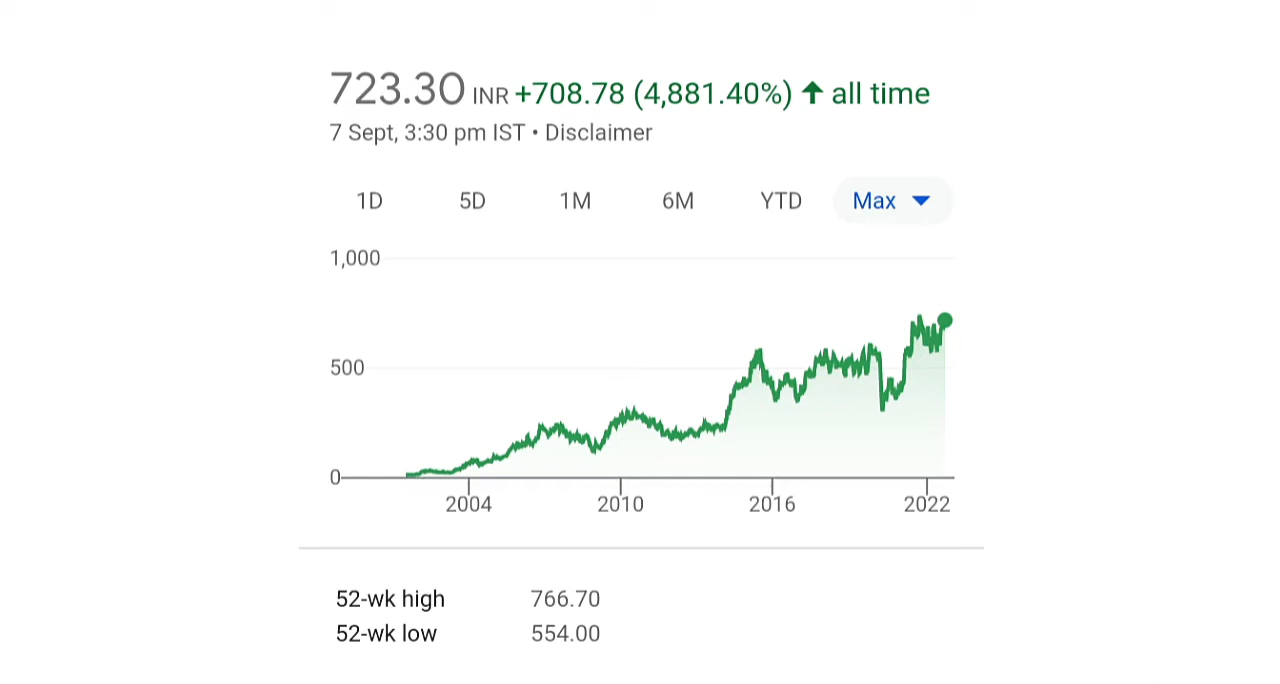 723.30 INR +708.78 (4,881.40%) ↑ all time
7 Sept, 3:30 pm IST • Disclaimer
1D 5D 1M 6M YTD Max
1,000
500
0
2004 2010 2016 2022
52-wk high 766.70
52-wk low 554.00